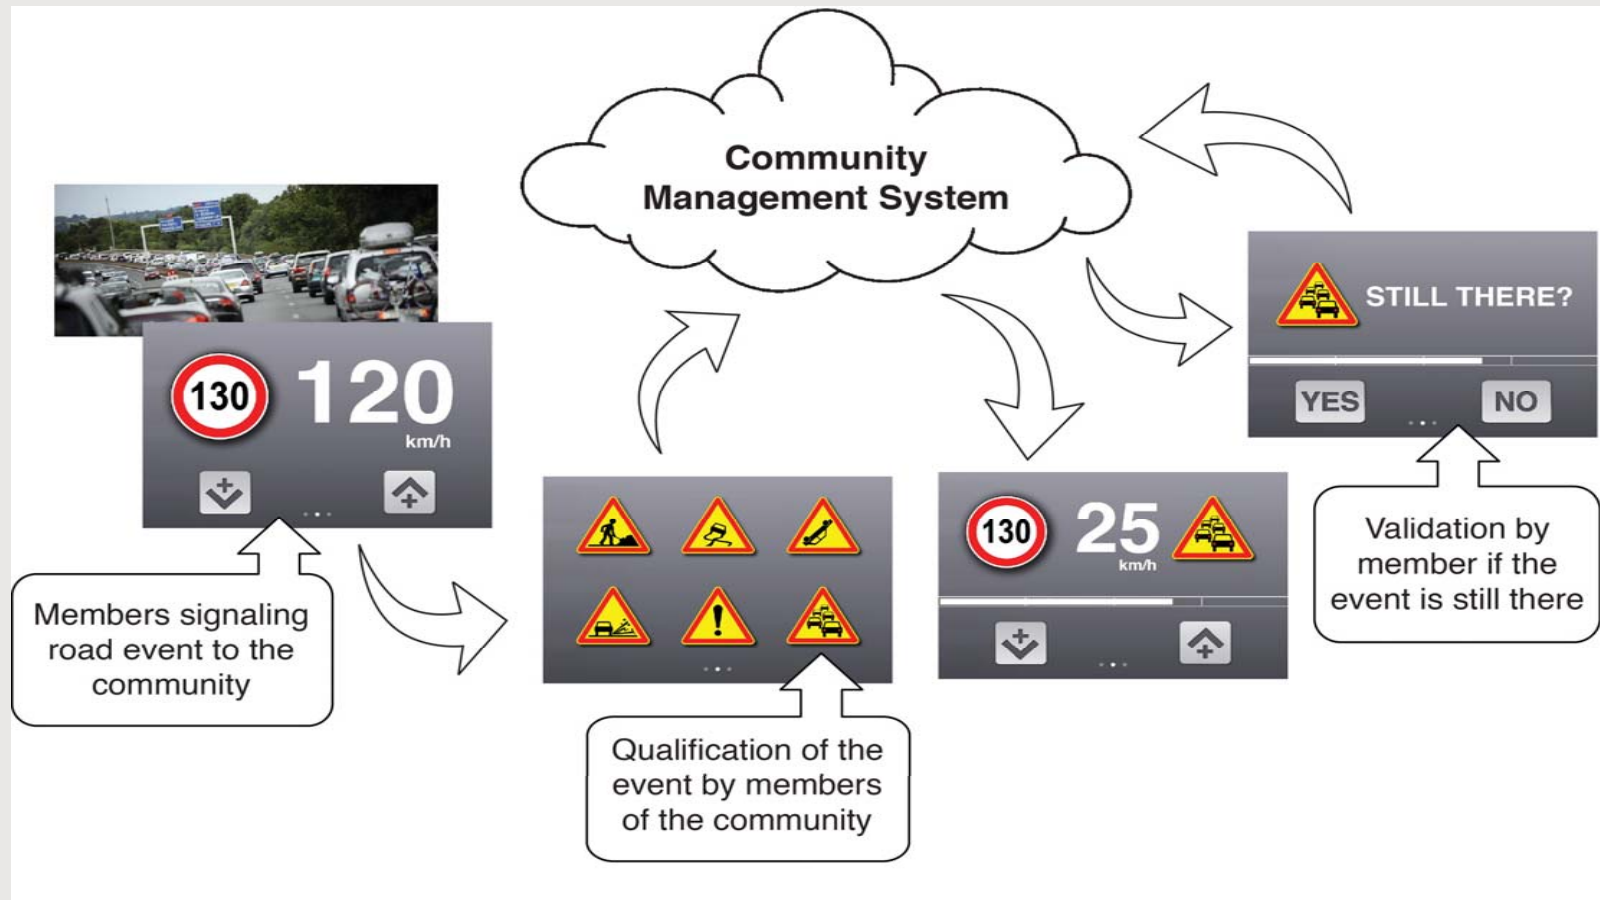 Community
Management System
130
120
km/h
Members signaling
road event to the
community
Qualification of the
event by members
of the community
130
25
km/h
STILL THERE?
YES
NO
Validation by
member if the
event is still there